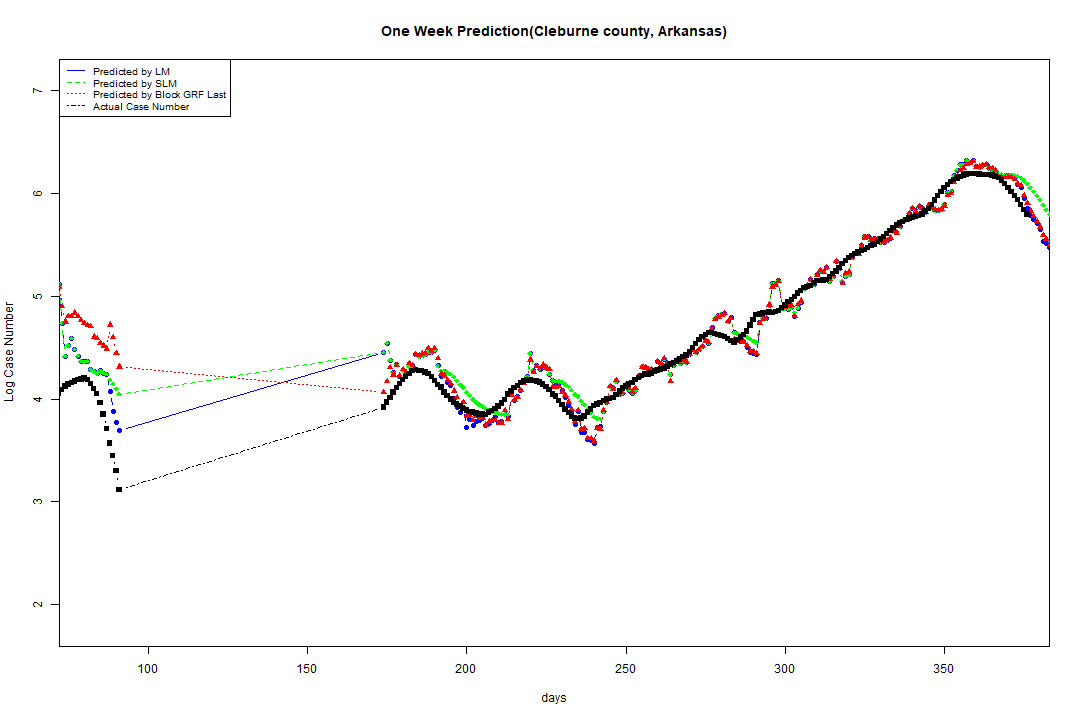 One Week Prediction(Cleburne county, Arkansas)
Predicted by LM
Predicted by SLM
Predicted by Block GRF Last
Actual Case Number
7
6
5
4
3
2
Log Case Number
100 150 200 250 300 350
days